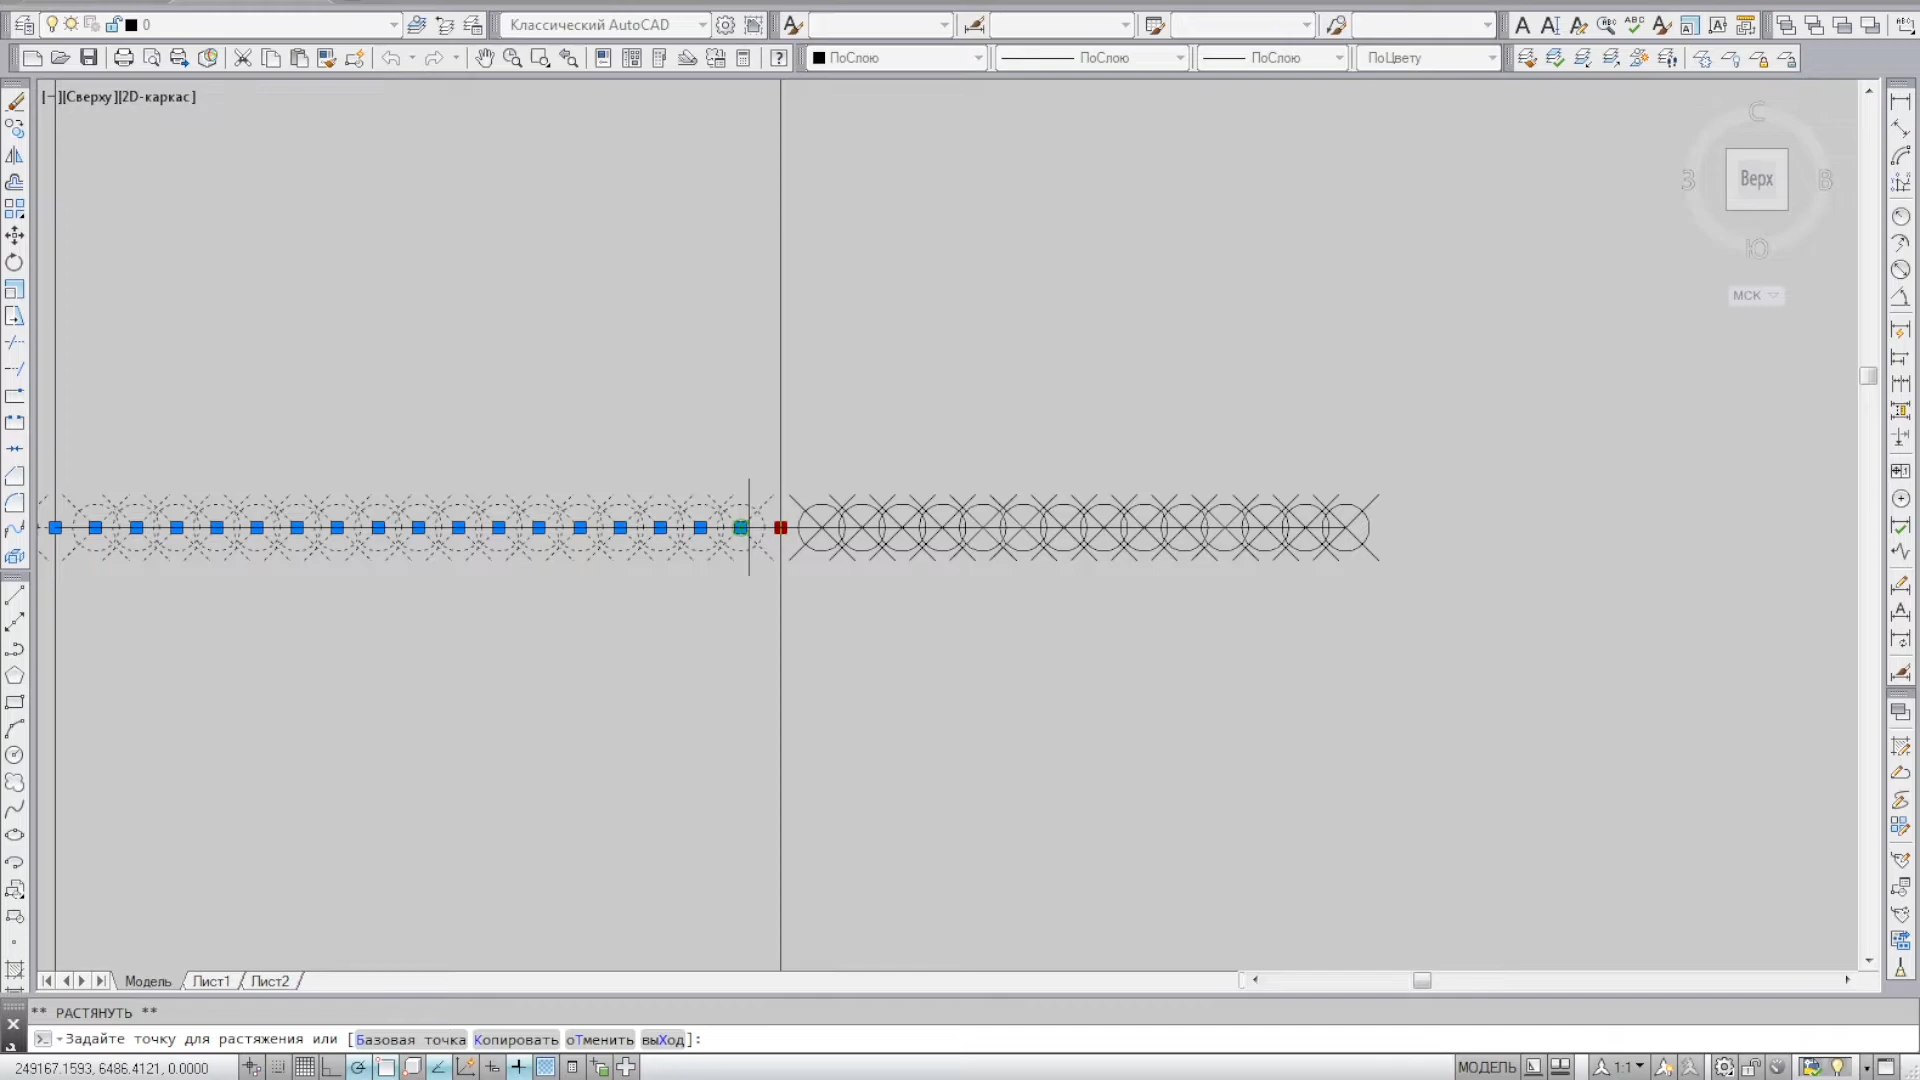 0
Классический AutoCAD
ПоСлою
ПоСлою
ПоСлою
ПоЦвету
[−][Сверху][2D-каркас]
С
З
Верх
В
Ю
МСК
Модель
Лист1
Лист2
** РАСТЯНУТЬ **
Задайте точку для растяжения или [Базовая точка Копировать оТменить выХод]:
249167.1593, 6486.4121, 0.0000
МОДЕЛЬ
1:1